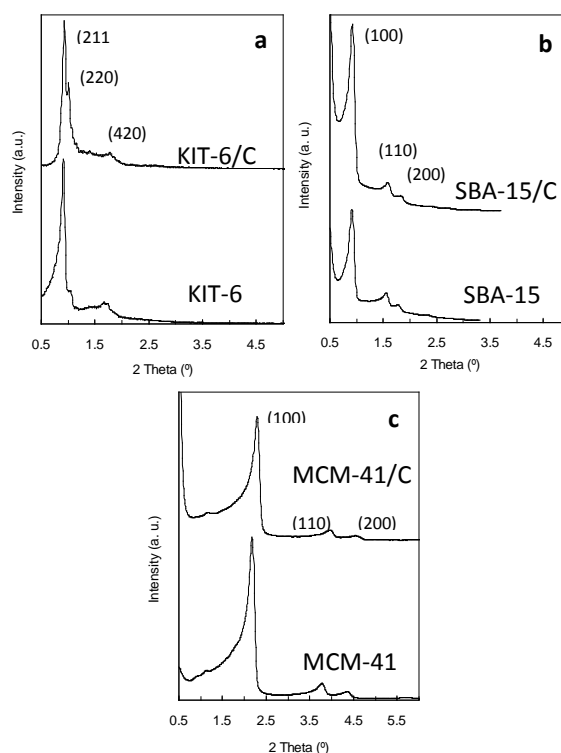 a
(211
(220)
(420)
KIT-6/C
KIT-6
Intensity (a.u.)
0.5 1.5 2.5 3.5 4.5
2 Theta (º)
b
(100)
(110)
(200)
SBA-15/C
SBA-15
Intensity (a.u.)
0.5 1.5 2.5 3.5 4.5
2 Theta (º)
c
(100)
MCM-41/C
(110) (200)
MCM-41
Intensity (a. u.)
0.5 1.5 2.5 3.5 4.5 5.5
2 Theta (º)